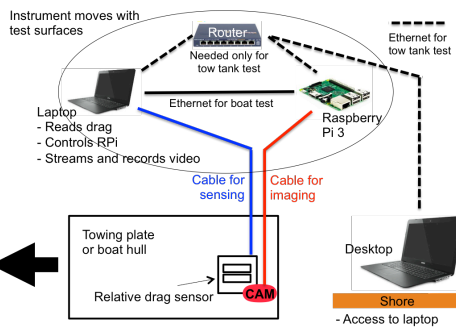 Instrument moves with
test surfaces
Router
Needed only for
tow tank test
Ethernet for
tow tank test
Ethernet for boat test
Laptop
- Reads drag
- Controls RPi
- Streams and records video
Raspberry
Pi 3
Cable for
sensing
Cable for
imaging
Towing plate
or boat hull
Relative drag sensor
CAM
Desktop
Shore
- Access to laptop